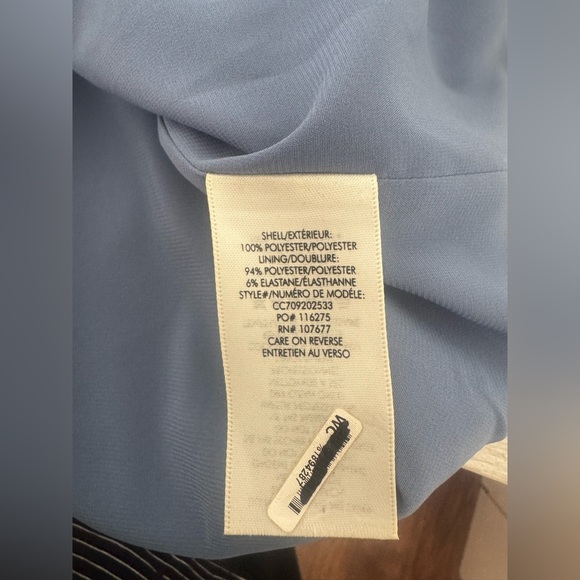 SHELL/EXTÉRIEUR:
100% POLYESTER/POLYESTER
LINING/DOUBLURE:
94% POLYESTER/POLYESTER
6% ELASTANE/ÉLASTHANNE
STYLE#/NUMÉRO DE MODÈLE:
CC709202533
PO# 116275
RN# 107677
CARE ON REVERSE
ENTRETIEN AU VERSO